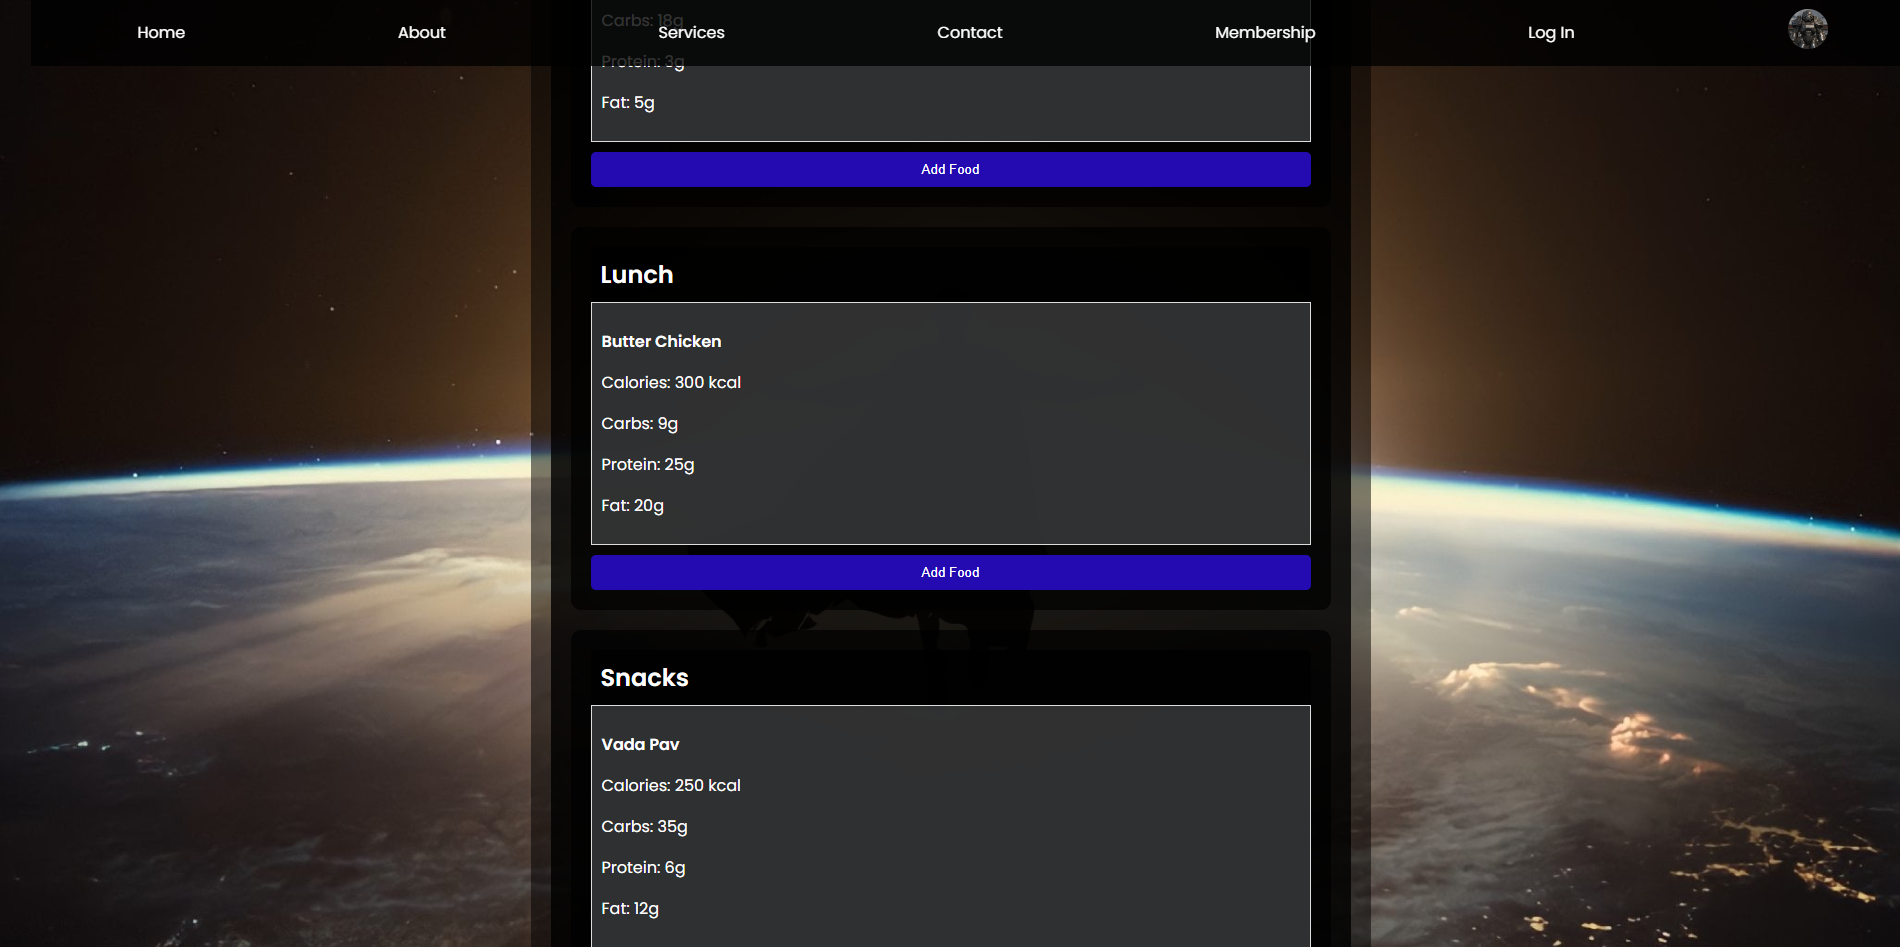 Home
About
Services
Contact
Membership
Log In
Carbs: 18g
Protein: 3g
Fat: 5g
Add Food
Lunch
Butter Chicken
Calories: 300 kcal
Carbs: 9g
Protein: 25g
Fat: 20g
Add Food
Snacks
Vada Pav
Calories: 250 kcal
Carbs: 35g
Protein: 6g
Fat: 12g